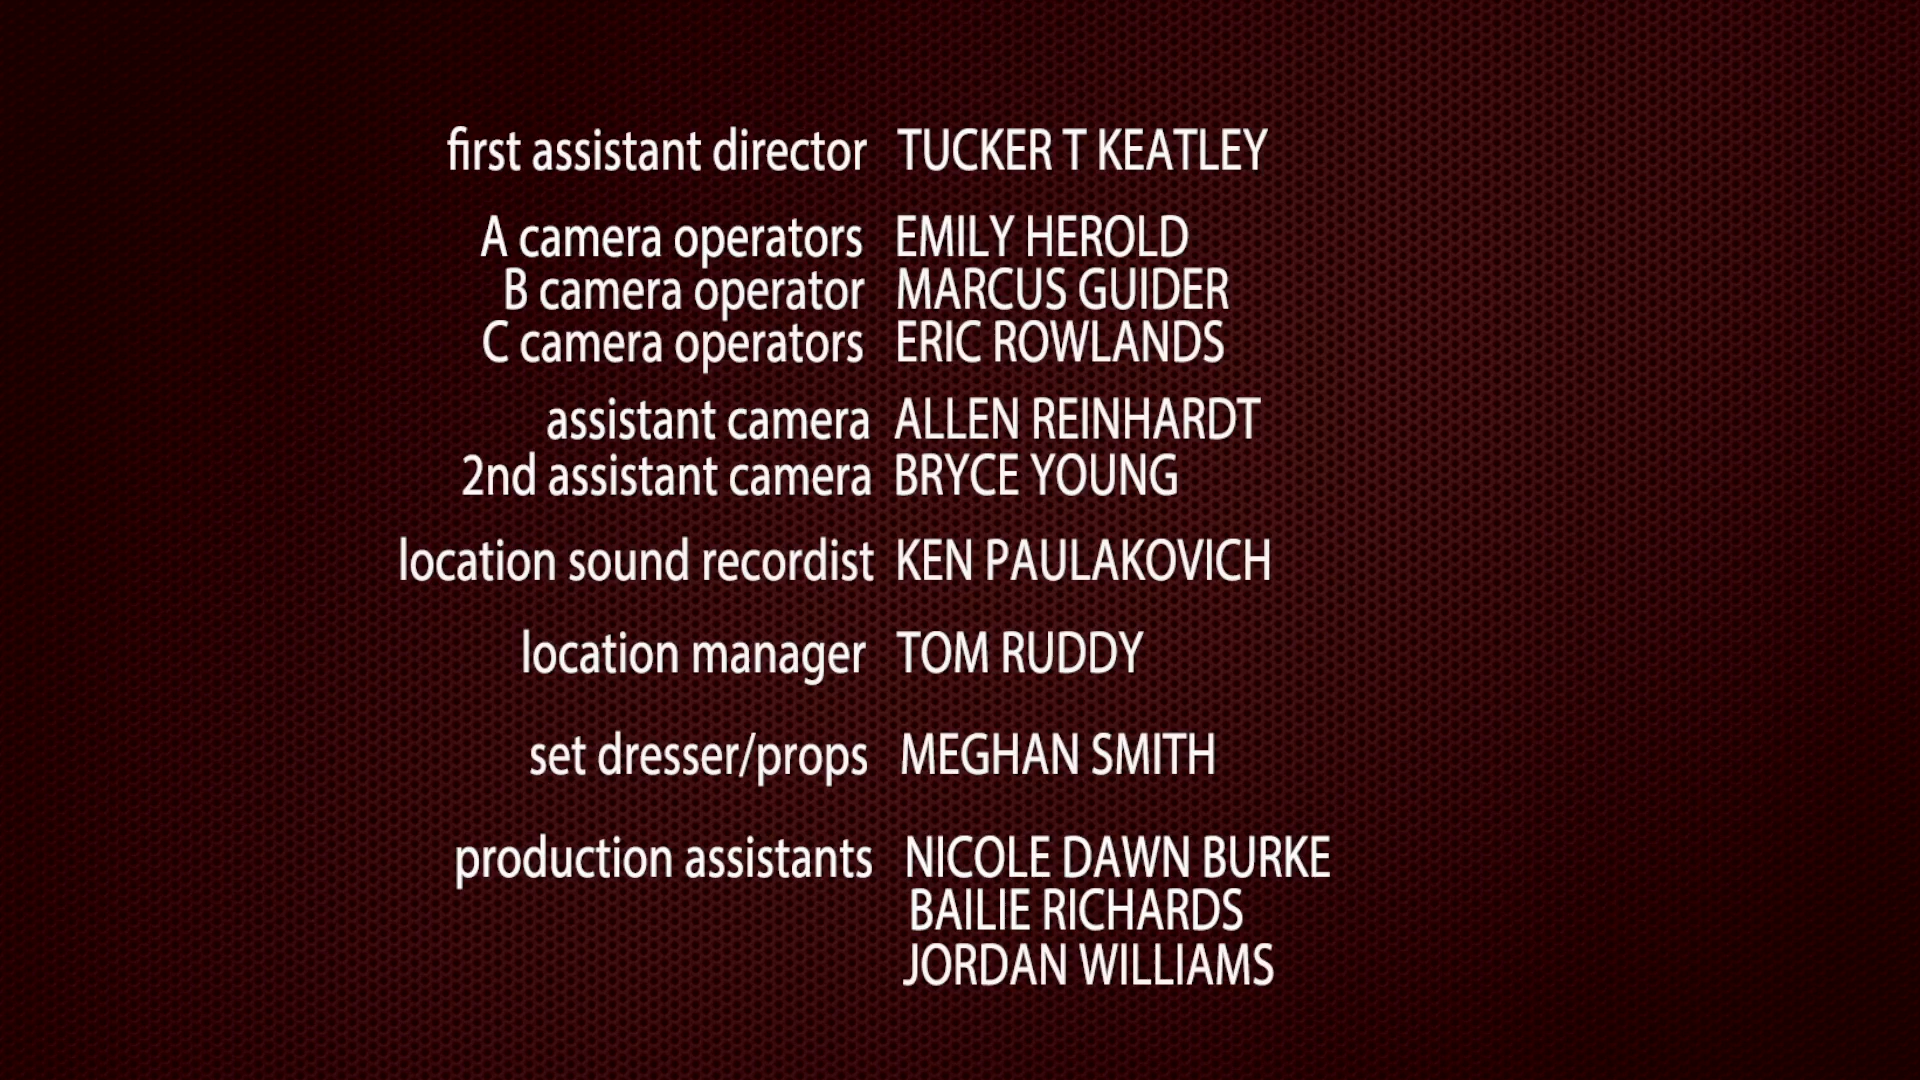 first assistant director TUCKER T KEATLEY
A camera operators EMILY HEROLD
B camera operator MARCUS GUIDER
C camera operators ERIC ROWLANDS
assistant camera ALLEN REINHARDT
2nd assistant camera BRYCE YOUNG
location sound recordist KEN PAULAKOVICH
location manager TOM RUDDY
set dresser/props MEGHAN SMITH
production assistants NICOLE DAWN BURKE
BAILIE RICHARDS
JORDAN WILLIAMS